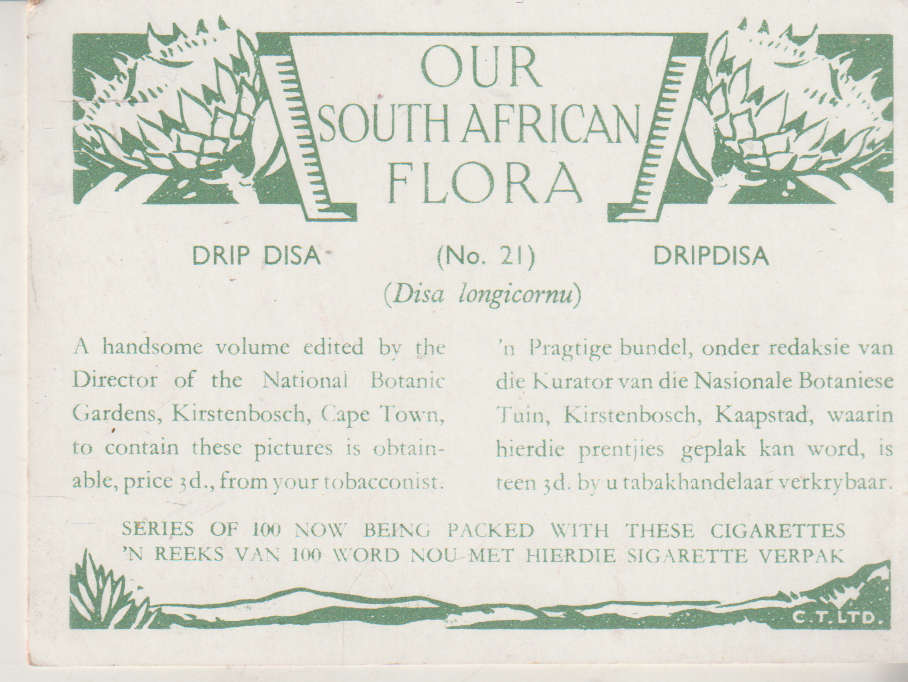 OUR
SOUTH AFRICAN
FLORA
DRIP DISA (No. 21) DRIPDISA
(Disa longicornu)
A handsome volume edited by the
Director of the National Botanic
Gardens, Kirstenbosch, Cape Town,
to contain these pictures is obtain-
able, price 3d., from your tobacconist.
'n Pragtige bundel, onder redaksie van
die Kurator van die Nasionale Botaniese
Tuin, Kirstenbosch, Kaapstad, waarin
hierdie prentjies geplak kan word, is
teen 3d. by u tabakhandelaar verkrybaar.
SERIES OF 100 NOW BEING PACKED WITH THESE CIGARETTES
'N REEKS VAN 100 WORD NOU MET HIERDIE SIGARETTE VERPAK
C.T. LTD.